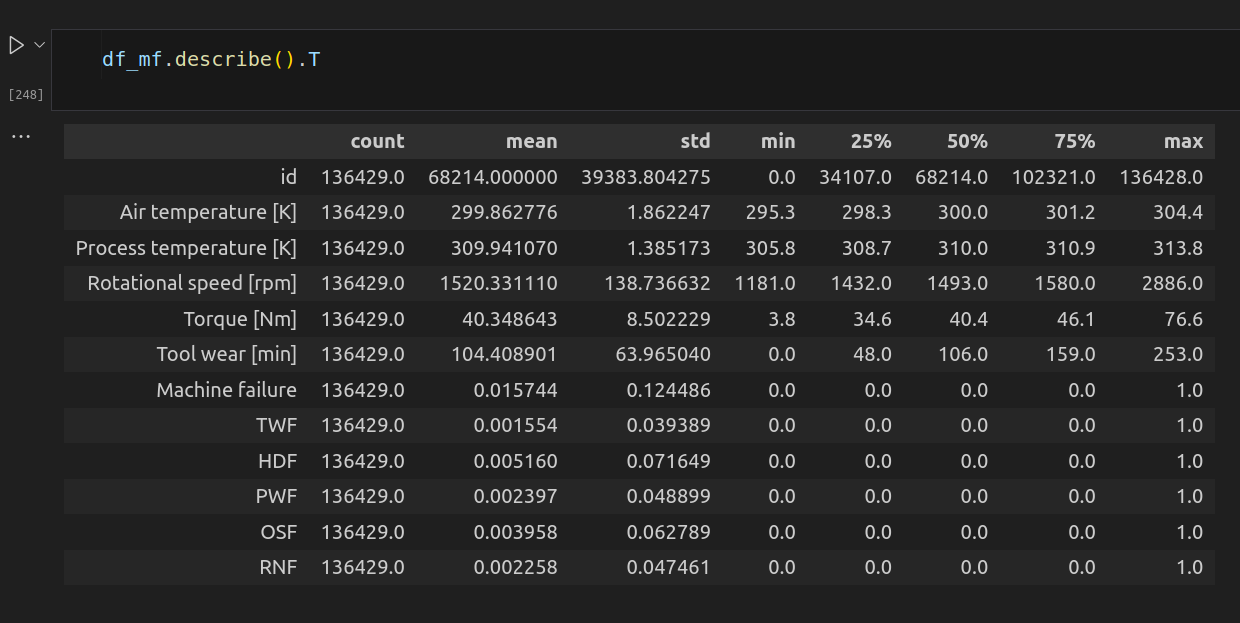 df_mf.describe().T
[248]
...
count mean std min 25% 50% 75% max
id 136429.0 68214.000000 39383.804275 0.0 34107.0 68214.0 102321.0 136428.0
Air temperature [K] 136429.0 299.862776 1.862247 295.3 298.3 300.0 301.2 304.4
Process temperature [K] 136429.0 309.941070 1.385173 305.8 308.7 310.0 310.9 313.8
Rotational speed [rpm] 136429.0 1520.331110 138.736632 1181.0 1432.0 1493.0 1580.0 2886.0
Torque [Nm] 136429.0 40.348643 8.502229 3.8 34.6 40.4 46.1 76.6
Tool wear [min] 136429.0 104.408901 63.965040 0.0 48.0 106.0 159.0 253.0
Machine failure 136429.0 0.015744 0.124486 0.0 0.0 0.0 0.0 1.0
TWF 136429.0 0.001554 0.039389 0.0 0.0 0.0 0.0 1.0
HDF 136429.0 0.005160 0.071649 0.0 0.0 0.0 0.0 1.0
PWF 136429.0 0.002397 0.048899 0.0 0.0 0.0 0.0 1.0
OSF 136429.0 0.003958 0.062789 0.0 0.0 0.0 0.0 1.0
RNF 136429.0 0.002258 0.047461 0.0 0.0 0.0 0.0 1.0